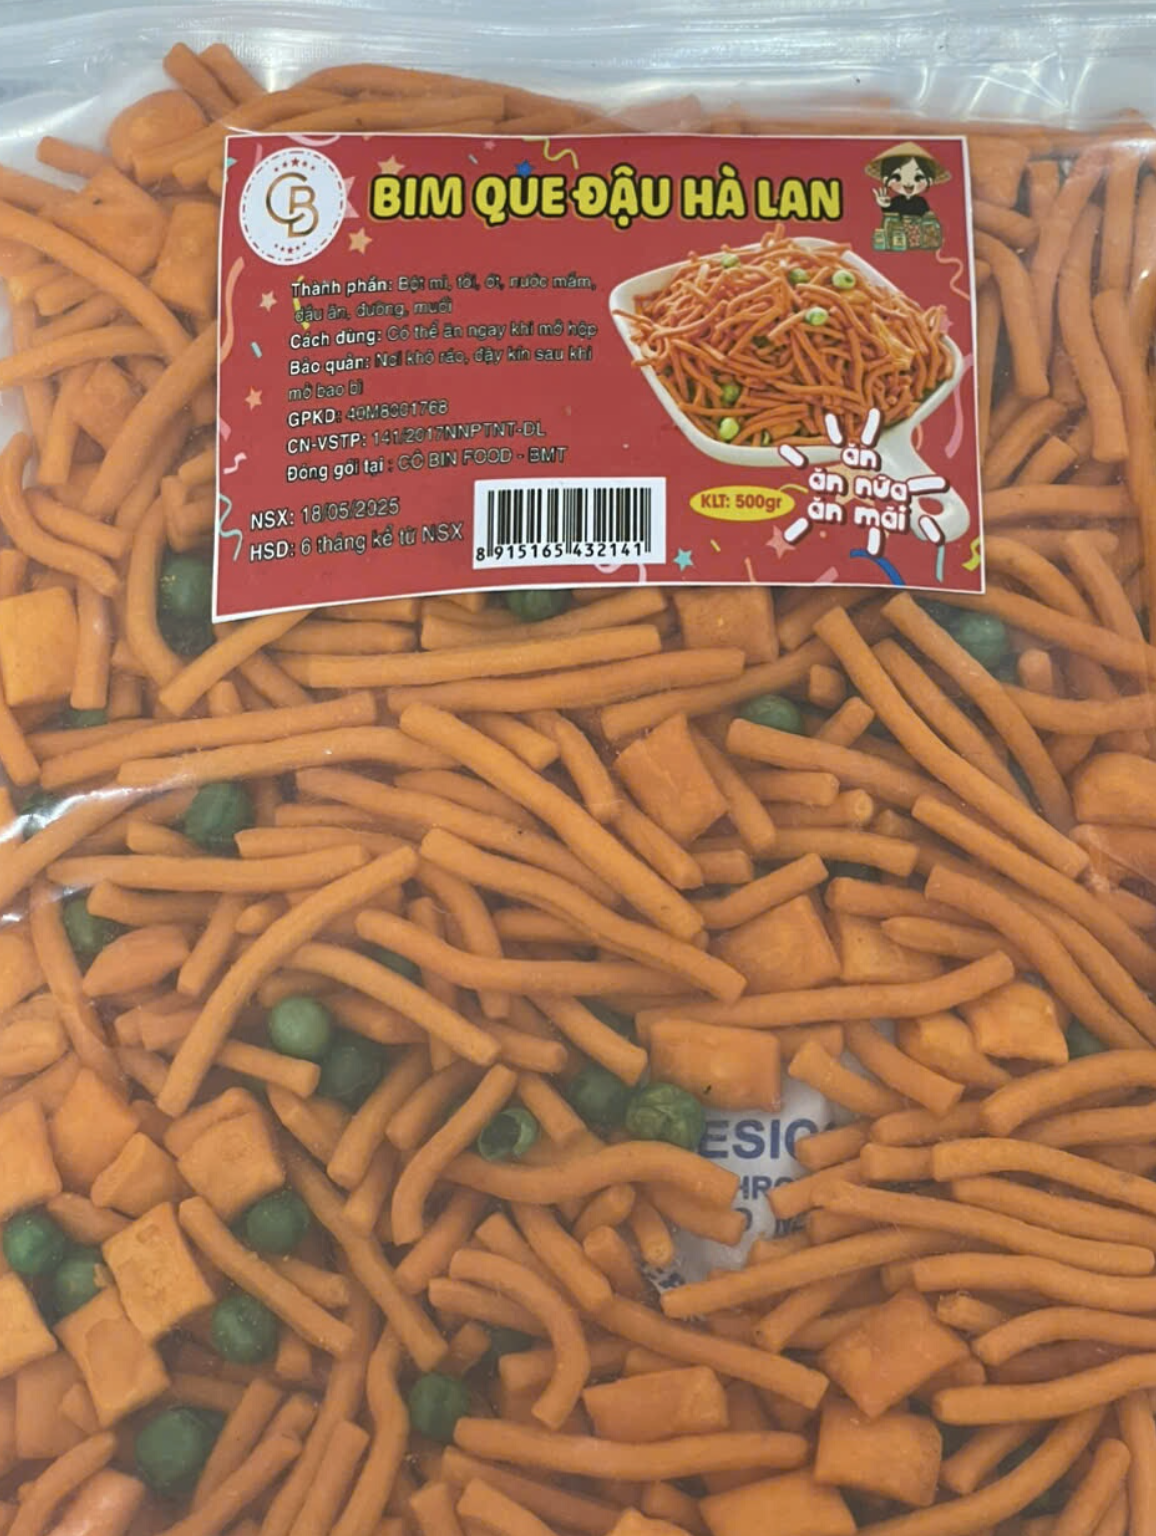 CB
BIM QUE ĐẬU HÀ LAN
Thành phần: Bột mì, tỏi, ớt, nước mắm,
dầu ăn, đường, muối
Cách dùng: Có thể ăn ngay khi mở hộp
Bảo quản: Nơi khô ráo, đậy kín sau khi
mở bao bì
GPKD: 40M8001768
CN-VSTP: 141/2017NNPTNT-DL
Đóng gói tại : CÔ BIN FOOD - BMT
NSX: 18/05/2025
HSD: 6 tháng kể từ NSX
8 915165 432141
KLT: 500gr
ăn
ăn nữa
ăn mãi
ESIC